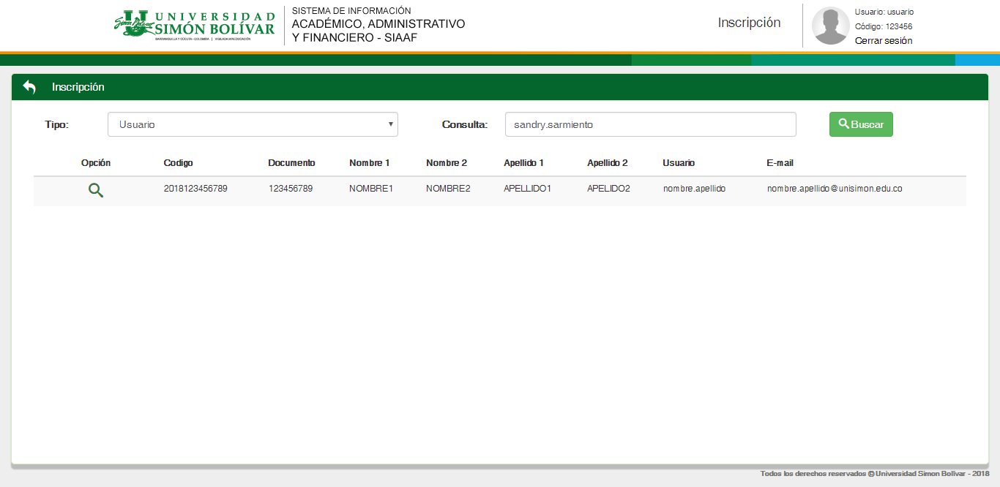 UNIVERSIDAD
SIMÓN BOLÍVAR
BARRANQUILLA Y CÚCUTA - COLOMBIA | VIGILADA MINEDUCACIÓN
SISTEMA DE INFORMACIÓN
ACADÉMICO, ADMINISTRATIVO
Y FINANCIERO - SIAAF
Inscripción
Usuario: usuario
Código: 123456
Cerrar sesión
Inscripción
Tipo: Usuario Consulta: sandry.sarmiento Buscar
Opción Codigo Documento Nombre 1 Nombre 2 Apellido 1 Apellido 2 Usuario E-mail
2018123456789 123456789 NOMBRE1 NOMBRE2 APELLIDO1 APELIDO2 nombre.apellido nombre.apellido@unisimon.edu.co
Todos los derechos reservados @ Universidad Simon Bolivar - 2018